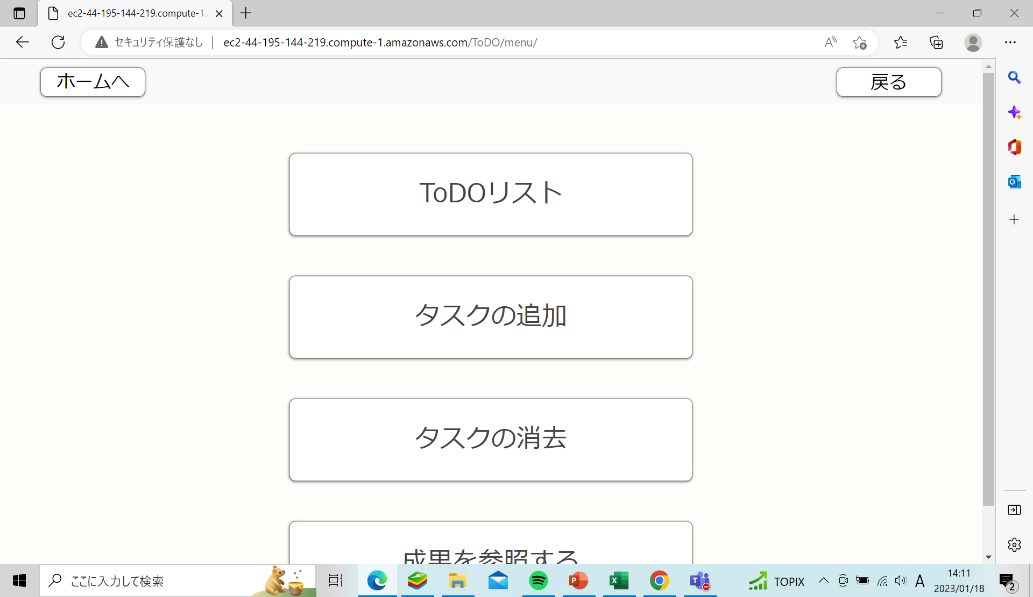 ec2-44-195-144-219.compute-1.
セキュリティ保護なし
ec2-44-195-144-219.compute-1.amazonaws.com/ToDO/menu/
ホームへ
戻る
ToDOリスト
タスクの追加
タスクの消去
成果を参照する
ここに入力して検索
TOPIX
A
14:11
2023/01/18
2